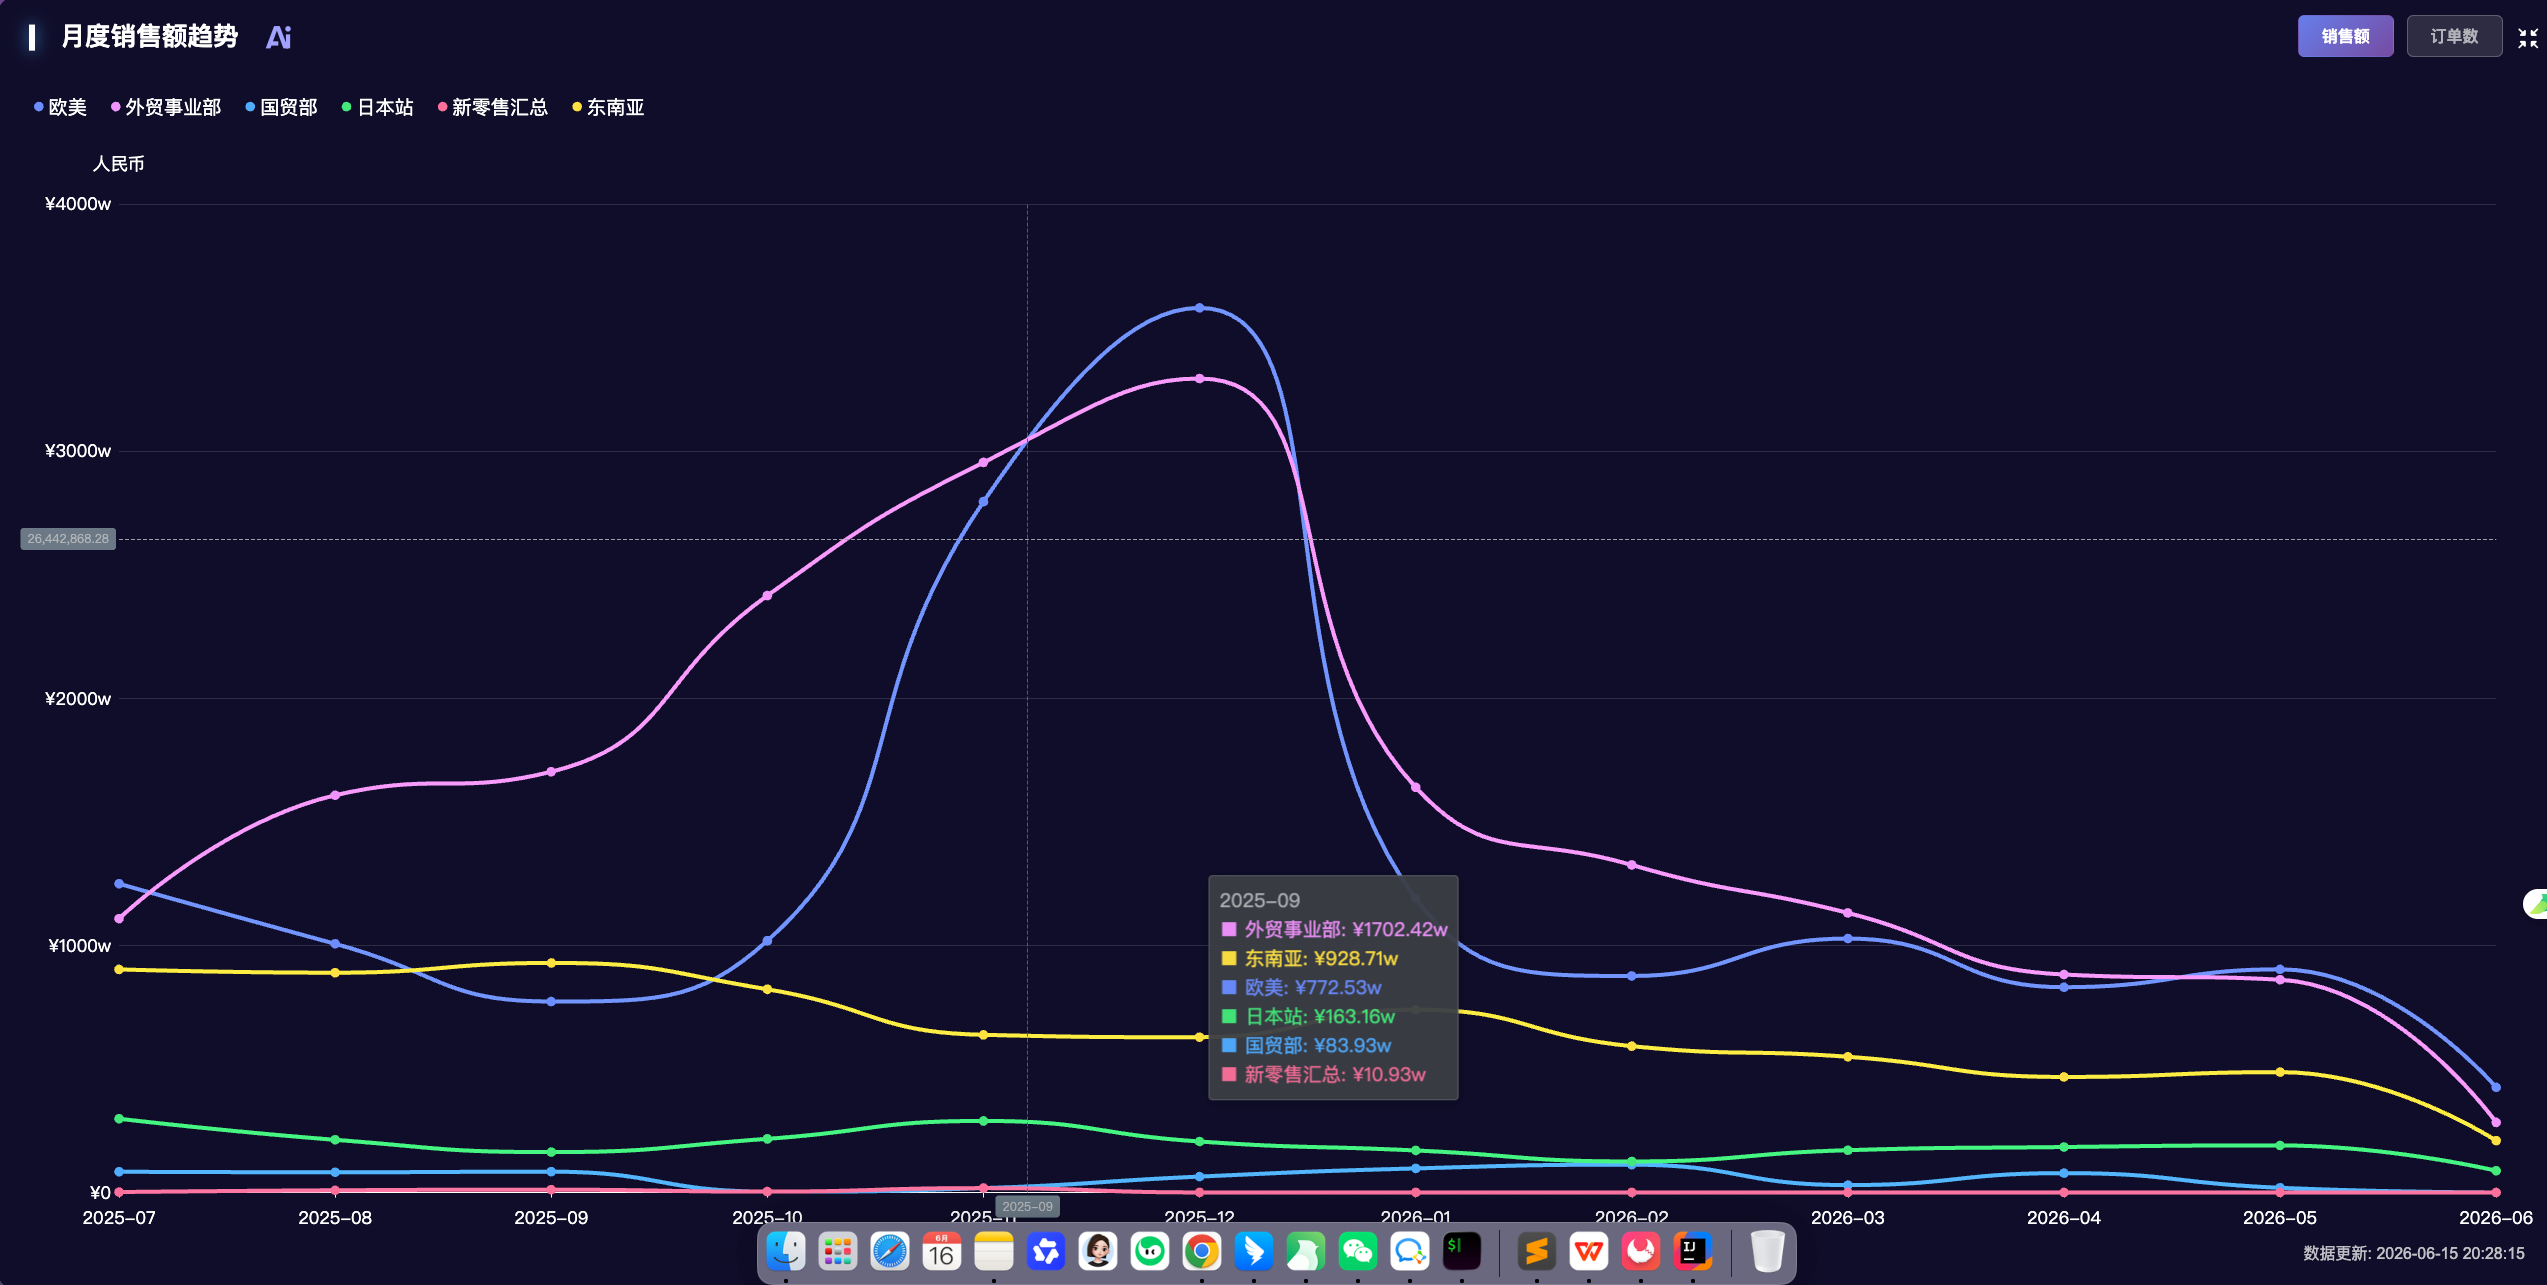 月度销售额趋势 Ai 销售额 订单数
欧美 外贸事业部 国贸部 日本站 新零售汇总 东南亚
人民币
¥4000w
¥3000w
26,442,868.28
¥2000w
¥1000w
¥0
2025-09
外贸事业部: ¥1702.42w
东南亚: ¥928.71w
欧美: ¥772.53w
日本站: ¥163.16w
国贸部: ¥83.93w
新零售汇总: ¥10.93w
2025-09
2025-07 2025-08 2025-09 2025-10 2025-11 2025-12 2026-01 2026-02 2026-03 2026-04 2026-05 2026-06
6月
16
$
W
IJ
数据更新: 2026-06-15 20:28:15